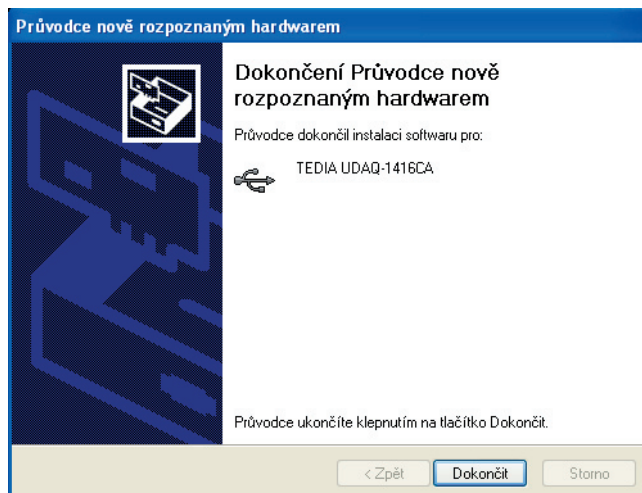 Průvodce nově rozpoznaným hardwarem
Dokončení Průvodce nově
rozpoznaným hardwarem
Průvodce dokončil instalaci softwaru pro:
TEDIA UDAQ-1416CA
Průvodce ukončíte klepnutím na tlačítko Dokončit.
< Zpět
Dokončit
Storno